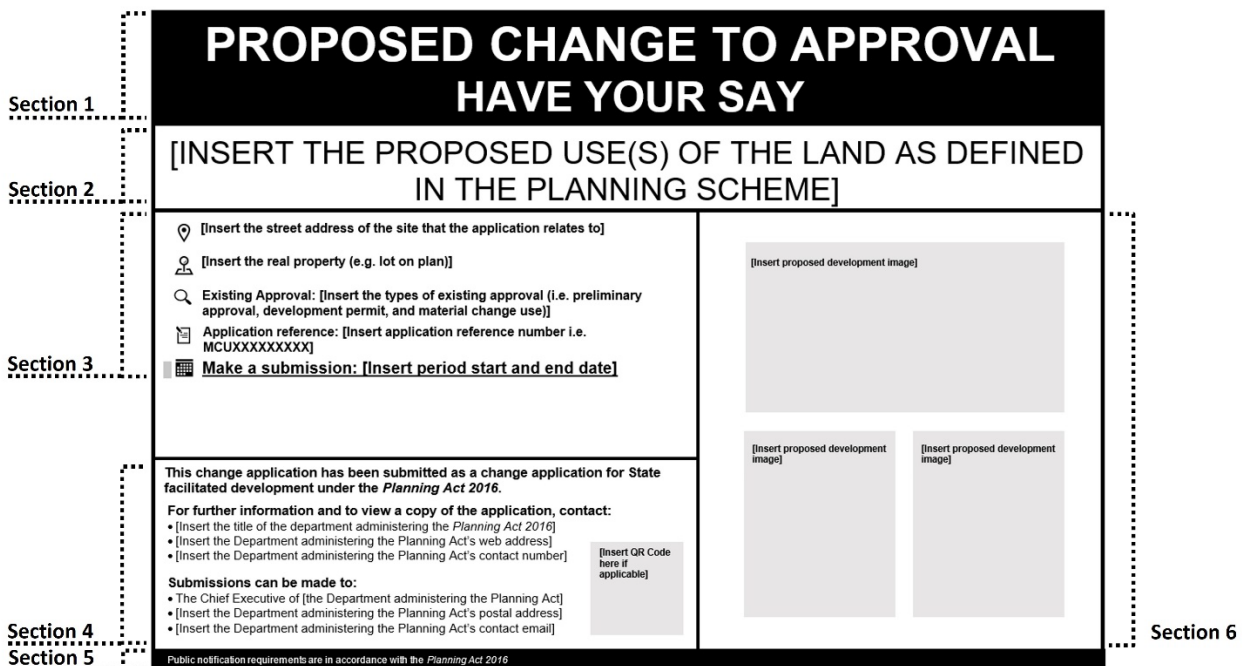 PROPOSED CHANGE TO APPROVAL
HAVE YOUR SAY
Section 1
[INSERT THE PROPOSED USE(S) OF THE LAND AS DEFINED
IN THE PLANNING SCHEME]
Section 2
[Insert the street address of the site that the application relates to]
[Insert the real property (e.g. lot on plan)]
Existing Approval: [Insert the types of existing approval (i.e. preliminary
approval, development permit, and material change use)]
Application reference: [Insert application reference number i.e.
MCUXXXXXXXXX]
Make a submission: [Insert period start and end date]
Section 3
This change application has been submitted as a change application for State
facilitated development under the Planning Act 2016.
For further information and to view a copy of the application, contact:
• [Insert the title of the department administering the Planning Act 2016]
• [Insert the Department administering the Planning Act's web address]
• [Insert the Department administering the Planning Act's contact number]
[Insert QR Code
here if
applicable]
Submissions can be made to:
• The Chief Executive of [the Department administering the Planning Act]
• [Insert the Department administering the Planning Act's postal address]
• [Insert the Department administering the Planning Act's contact email]
Section 4
Section 5
Public notification requirements are in accordance with the Planning Act 2016
[Insert proposed development image]
[Insert proposed development
image]
[Insert proposed development
image]
Section 6